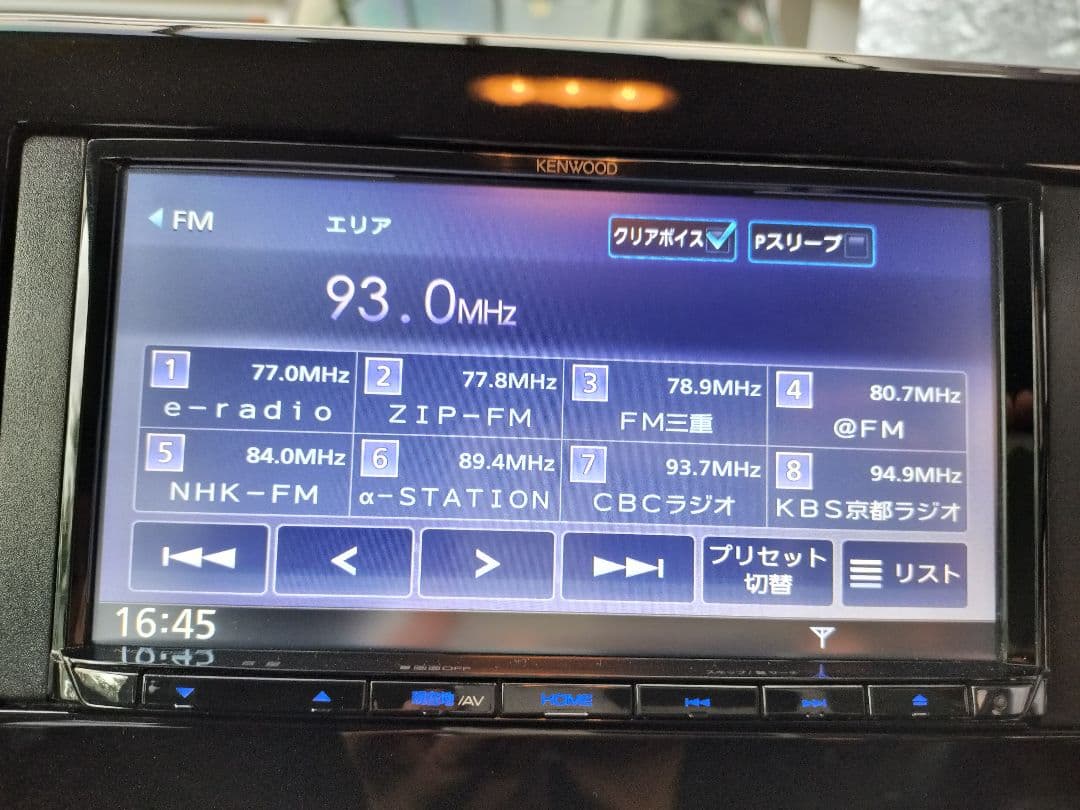 KENWOOD
FM エリア クリアボイス Pスリープ
93.0MHz
1 77.0MHz 2 77.8MHz 3 78.9MHz 4 80.7MHz
e-radio ZIP-FM FM三重 @FM
5 84.0MHz 6 89.4MHz 7 93.7MHz 8 94.9MHz
NHK-FM α-STATION CBCラジオ KBS京都ラジオ
プリセット
切替 リスト
16:45
現在地/AV HOME